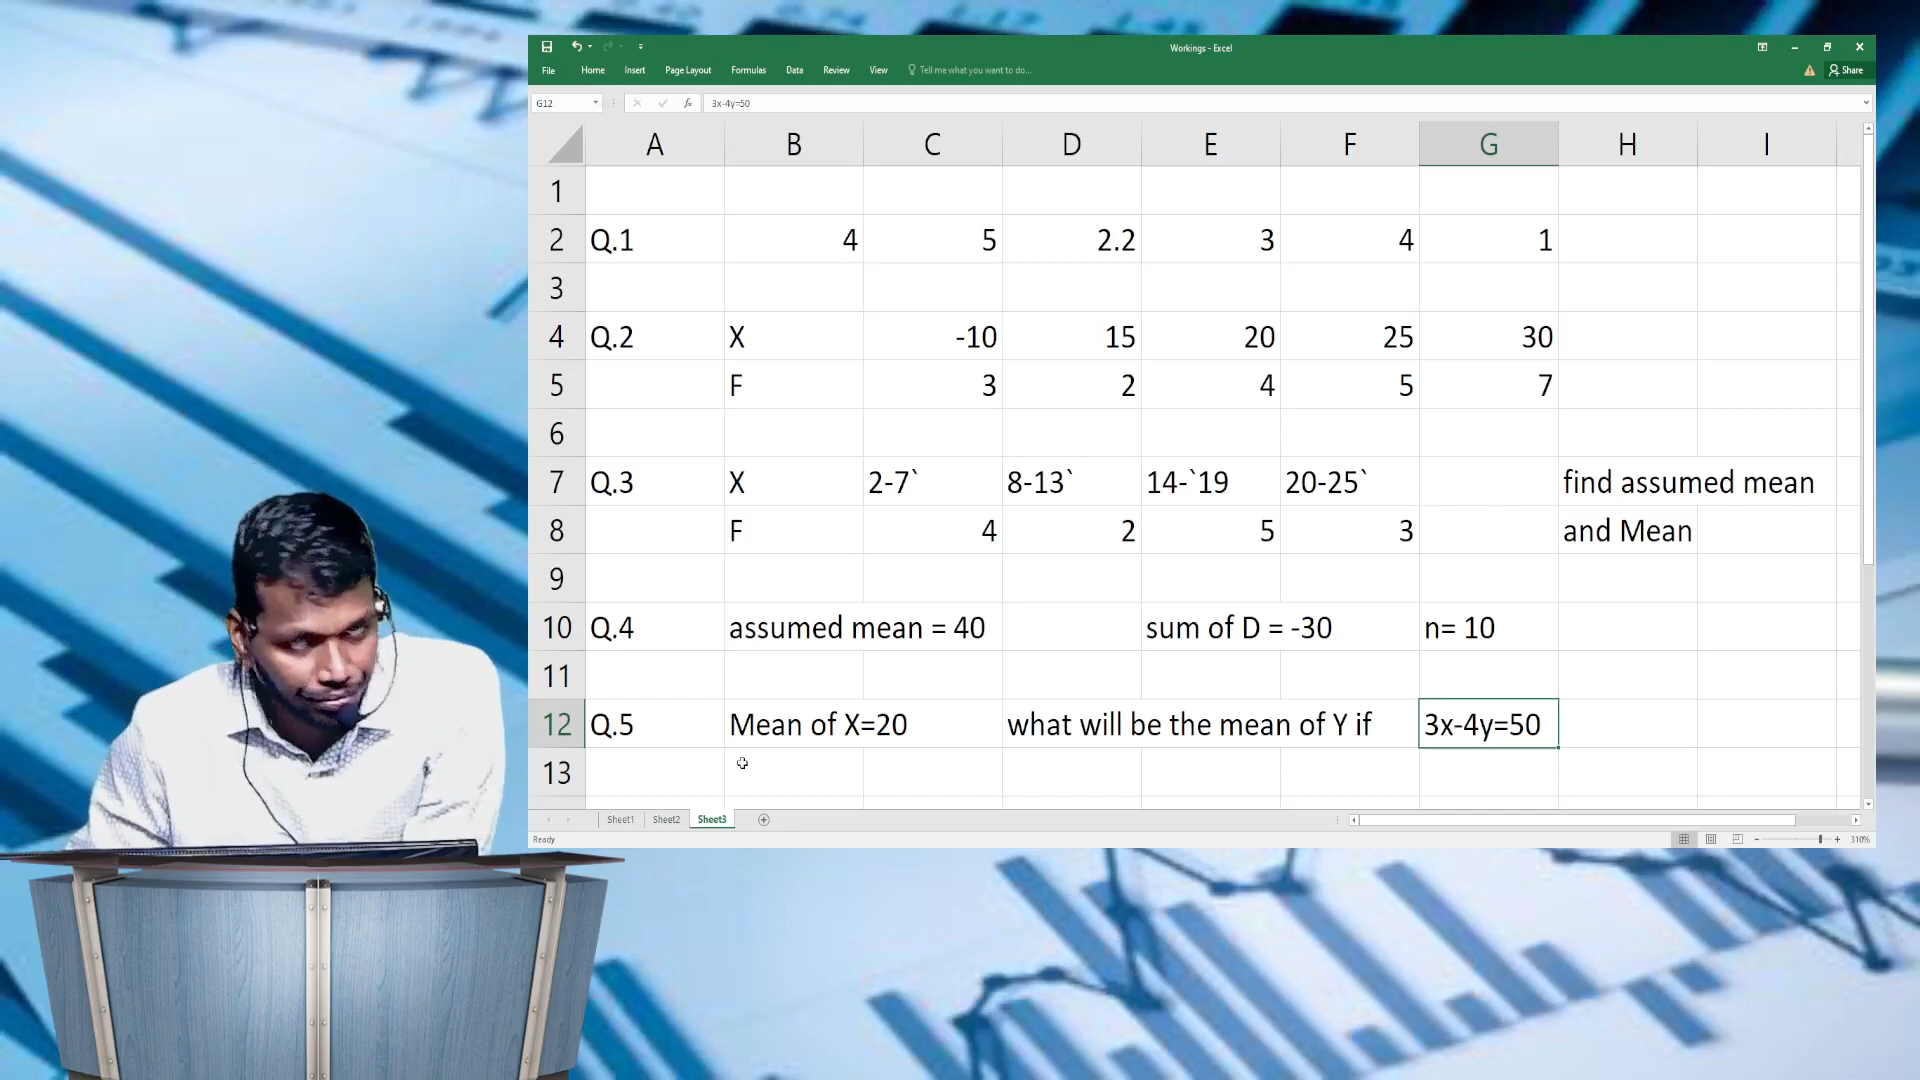 Workings - Excel
File Home Insert Page Layout Formulas Data Review View Tell me what you want to do... Share
G12 fx 3x-4y=50
A B C D E F G H I
1
2 Q.1 4 5 2.2 3 4 1
3
4 Q.2 X -10 15 20 25 30
5 F 3 2 4 5 7
6
7 Q.3 X 2-7` 8-13` 14-`19 20-25` find assumed mean
8 F 4 2 5 3 and Mean
9
10 Q.4 assumed mean = 40 sum of D = -30 n= 10
11
12 Q.5 Mean of X=20 what will be the mean of Y if 3x-4y=50
13
Sheet1 Sheet2 Sheet3
Ready 310%